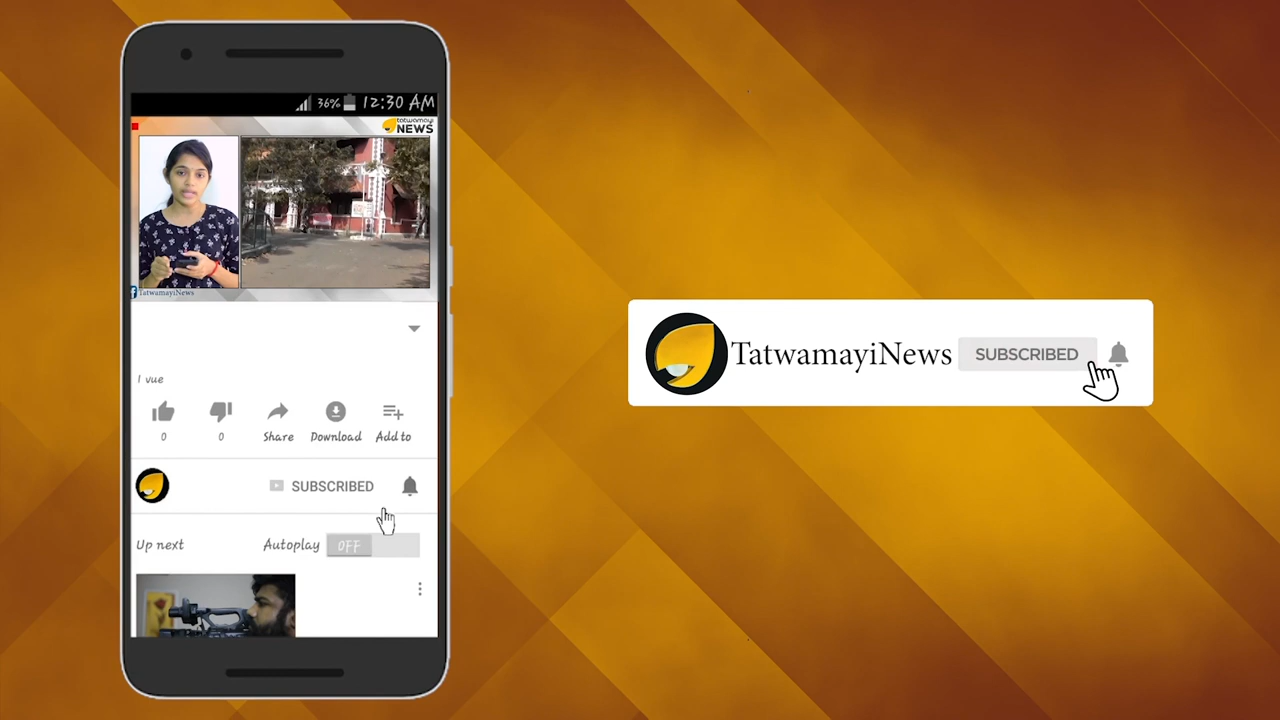 36% 12:30 AM
tatwamayi
NEWS
TatwamayiNews
1 vue
0 0 Share Download Add to
SUBSCRIBED
Up next Autoplay OFF
TatwamayiNews SUBSCRIBED